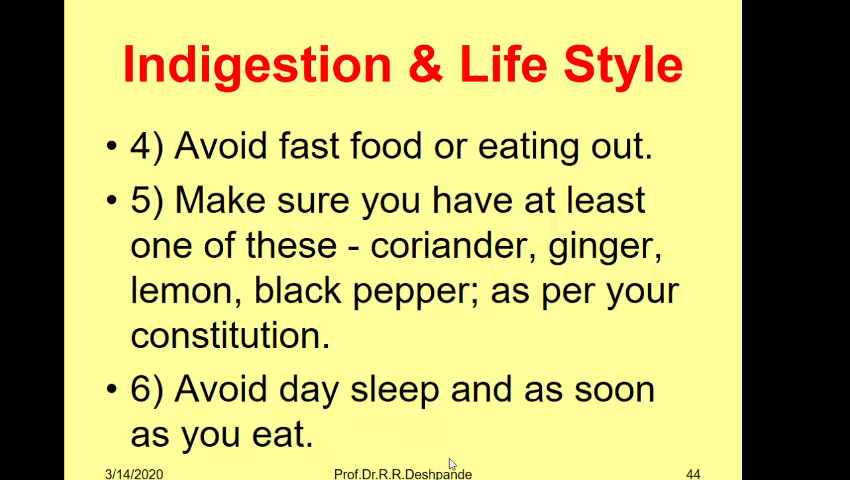 Indigestion & Life Style
• 4) Avoid fast food or eating out.
• 5) Make sure you have at least
one of these - coriander, ginger,
lemon, black pepper; as per your
constitution.
• 6) Avoid day sleep and as soon
as you eat.
3/14/2020 Prof.Dr.R.R.Deshpande 44